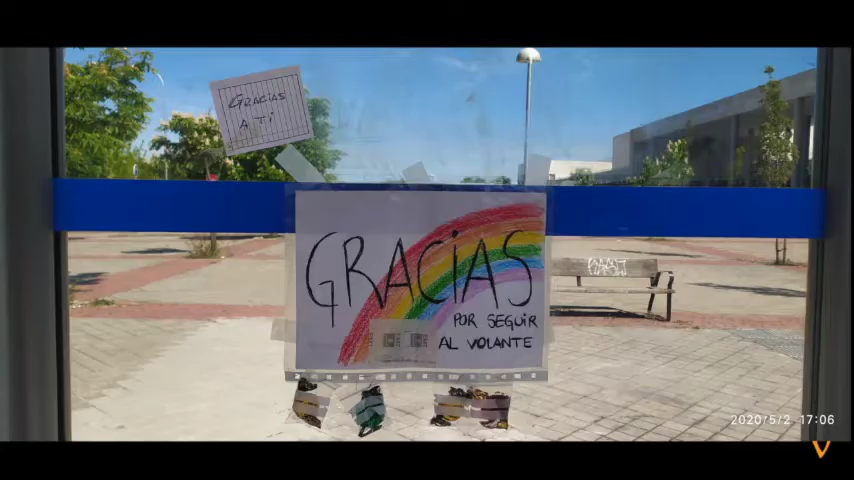 GRACIAS
A TI
GRACIAS
POR SEGUIR
AL VOLANTE
2020/5/2 17:06